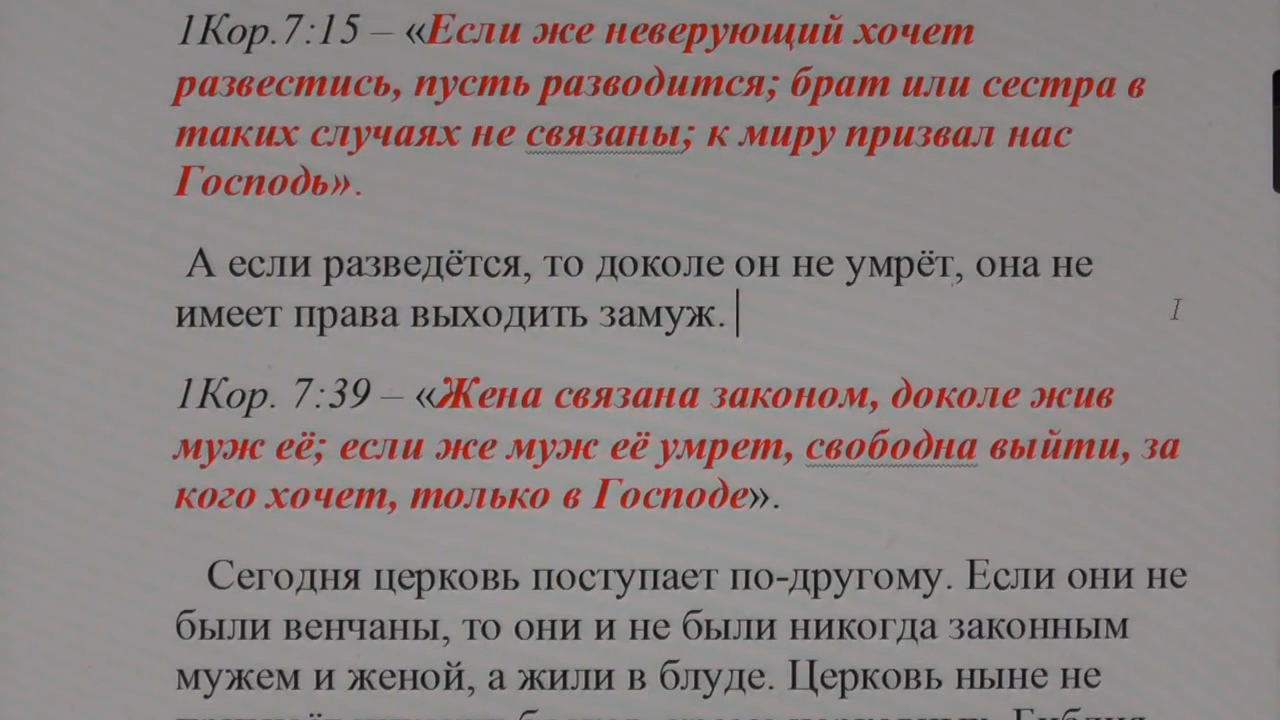 1Кор.7:15 – «Если же неверующий хочет
развестись, пусть разводится; брат или сестра в
таких случаях не связаны; к миру призвал нас
Господь».
А если разведётся, то доколе он не умрёт, она не
имеет права выходить замуж.
1Кор. 7:39 – «Жена связана законом, доколе жив
муж её; если же муж её умрет, свободна выйти, за
кого хочет, только в Господе».
Сегодня церковь поступает по-другому. Если они не
были венчаны, то они и не были никогда законным
мужем и женой, а жили в блуде. Церковь ныне не